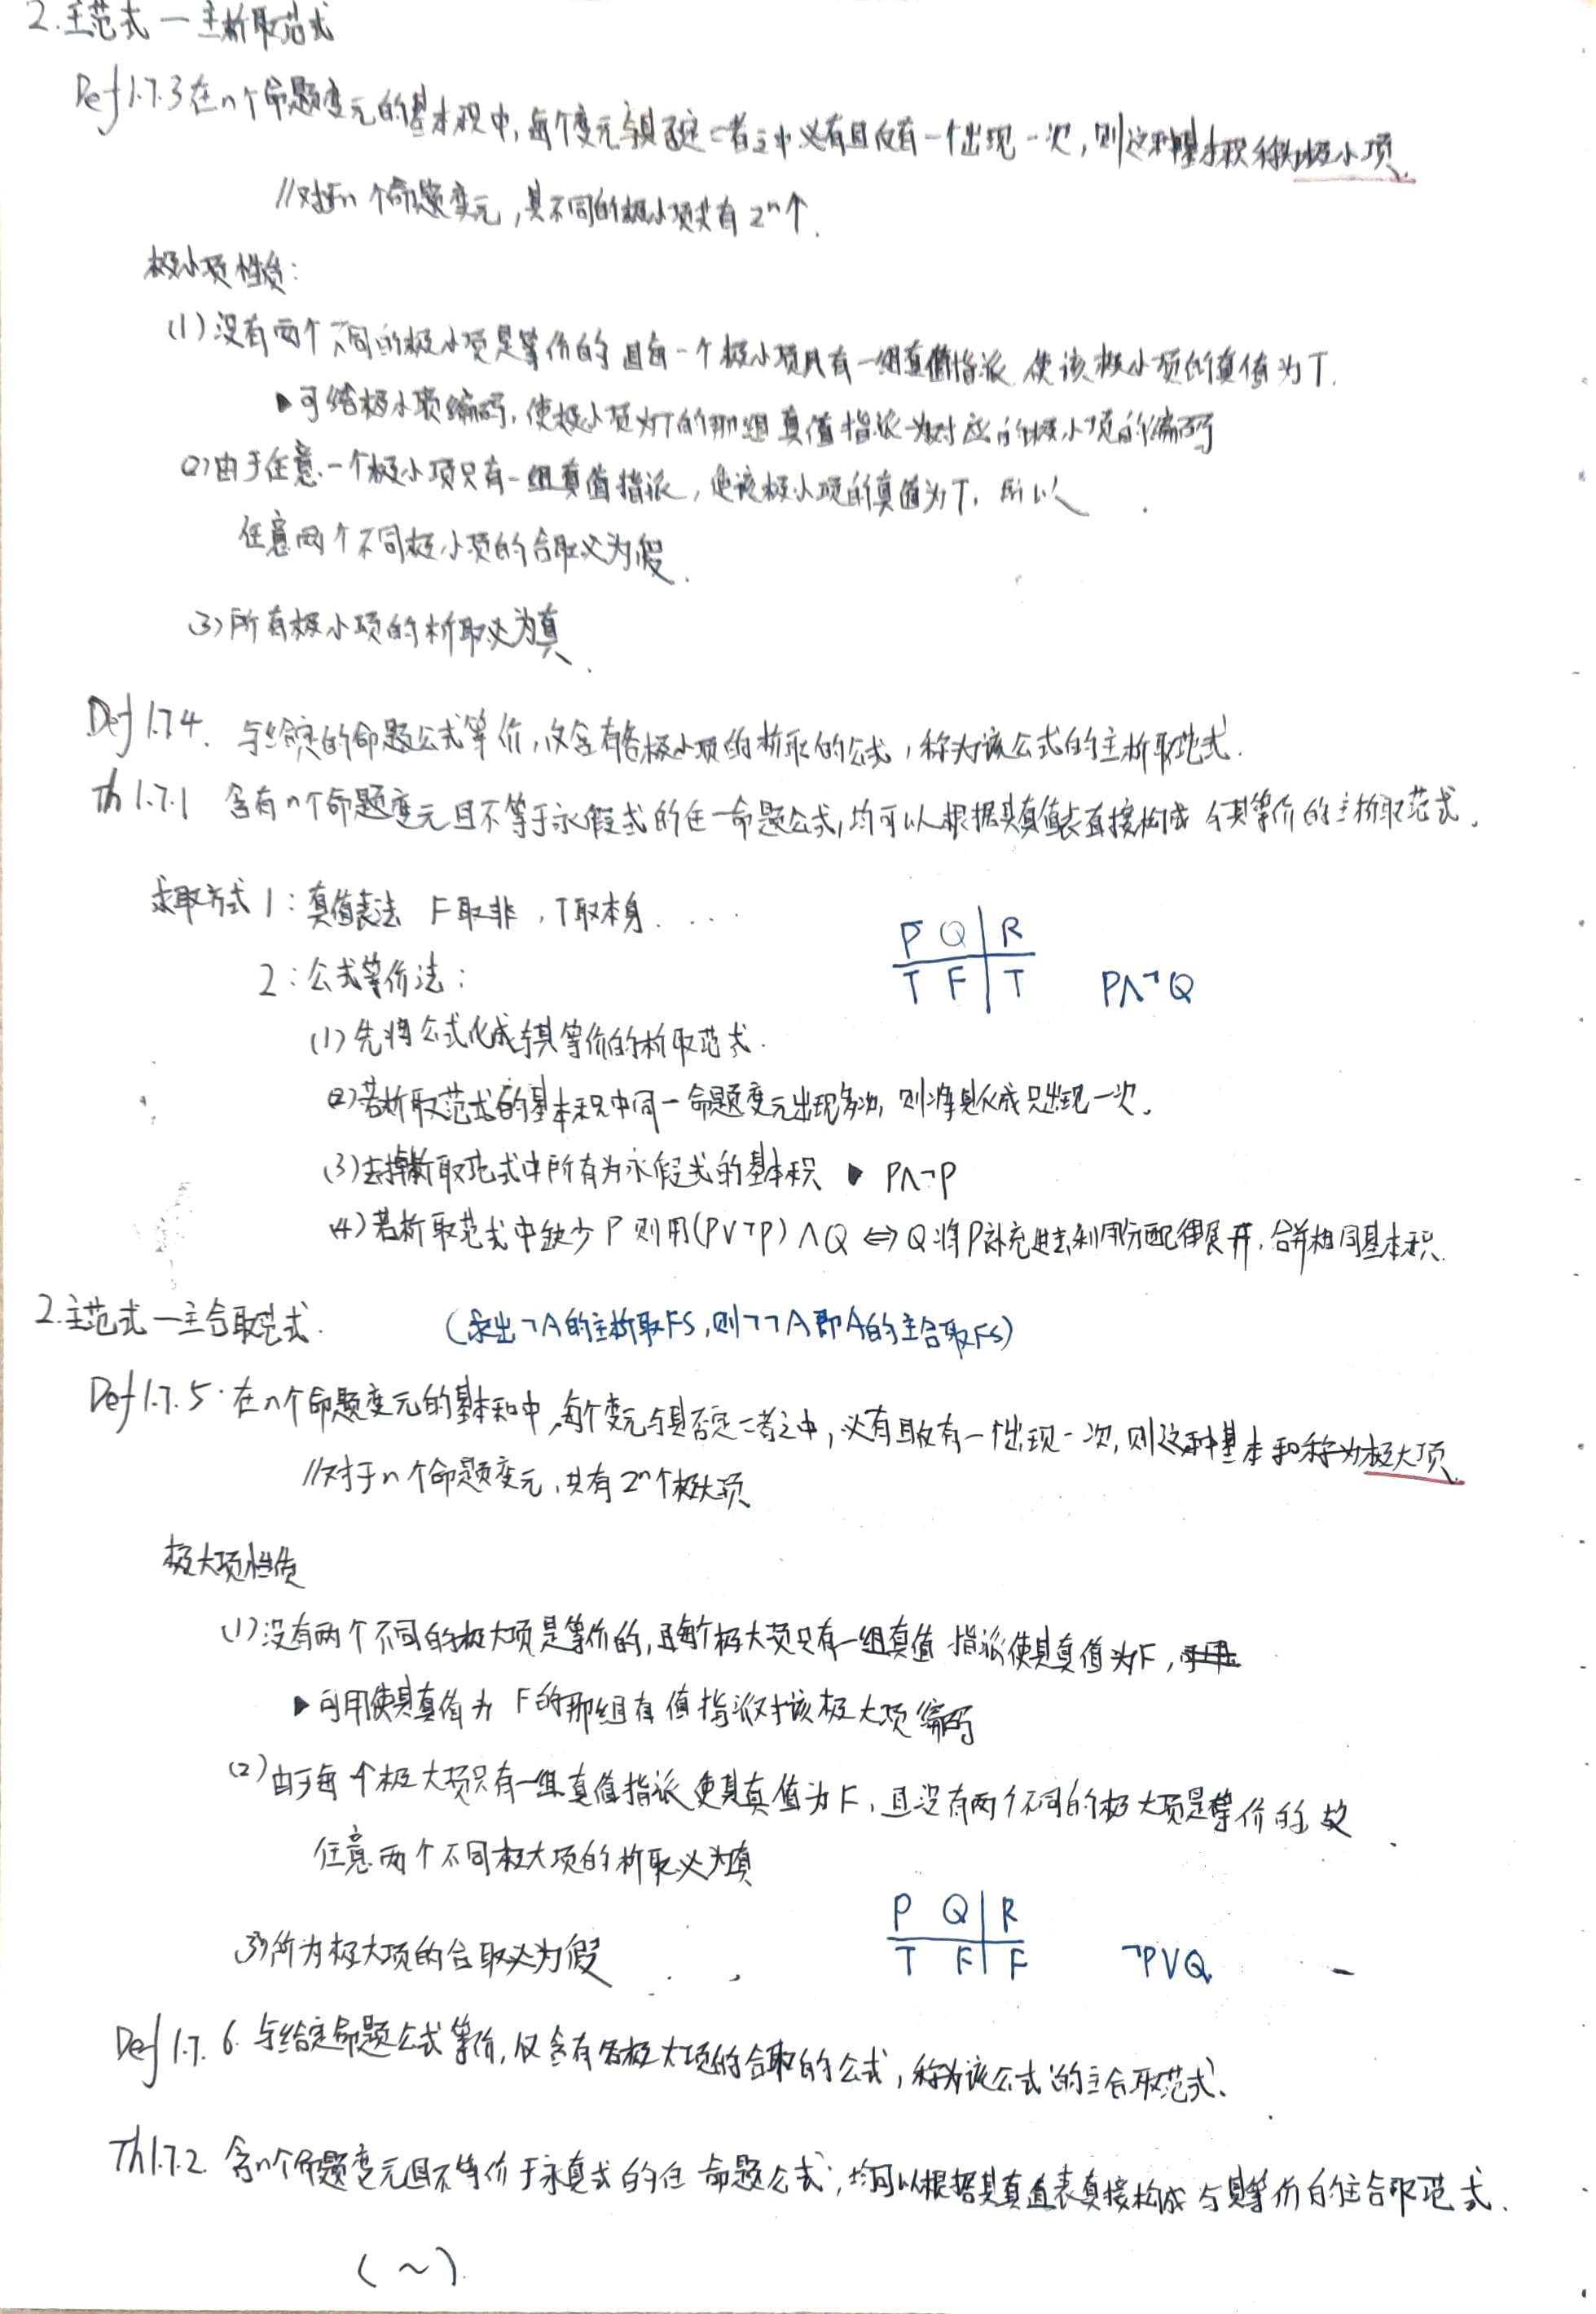 2.主范式—主析取范式
Def1.7.3在n个命题变元的基本积中,每个变元与其否定二者之中必有且仅有一个出现一次,则这种基本积称为极小项.
//对于n个命题变元,其不同的极小项共有2ⁿ个.
极小项性质:
(1)没有两个不同的极小项是等价的 且每一个极小项只有一组真值指派 使该极小项的真值为T.
▶可给极小项编码,使极小项为T的那组真值指派为对应的极小项的编码
(2)由于任意一个极小项只有一组真值指派,使该极小项的真值为T,所以
任意两个不同极小项的合取必为假.
(3)所有极小项的析取必为真.
Def1.7.4. 与给定的命题公式等价,仅含有各极小项的析取的公式,称为该公式的主析取范式.
Th1.7.1 含有n个命题变元且不等于永假式的任一命题公式,均可以根据其真值表直接构成与其等价的主析取范式.
求取方式1:真值表法 F取非,T取本身....
P Q | R
T F | T P∧¬Q
2:公式等价法:
(1)先将公式化成与其等价的析取范式.
(2)若析取范式的基本积中同一命题变元出现多次,则将其化成只出现一次.
(3)去掉析取范式中所有为永假式的基本积 ▶ P∧¬P
(4)若析取范式中缺少P则用(P∨¬P)∧Q⇔Q将P补充进去,利用分配律展开,合并相同基本积.
2.主范式—主合取范式. (求出¬A的主析取FS,则¬¬A即A的主合取FS)
Def1.7.5.在n个命题变元的基本和中,每个变元与其否定二者之中,必有且仅有一个出现一次,则这种基本和称为极大项.
//对于n个命题变元,共有2ⁿ个极大项
极大项性质
(1)没有两个不同的极大项是等价的,且每个极大项只有一组真值指派使其真值为F,
▶可用使其真值为F的那组真值指派对该极大项编码
(2)由于每个极大项只有一组真值指派使其真值为F,且没有两个不同的极大项是等价的 故
任意两个不同极大项的析取必为真
(3)所为极大项的合取必为假
P Q | R
T F | F ¬P∨Q
Def1.7.6.与给定命题公式等价,仅含有各极大项的合取的公式,称为该公式的主合取范式.
Th1.7.2. 含n个命题变元且不等价于永真式的任 命题公式,均可以根据其真值表直接构成与其等价的主合取范式.
(~)